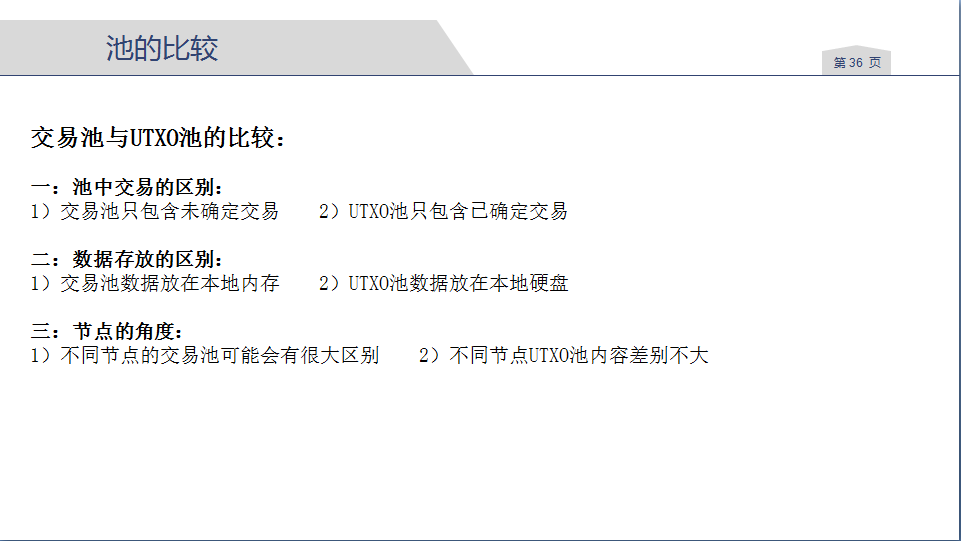 池的比较
第 36 页
交易池与UTXO池的比较：
一：池中交易的区别：
1）交易池只包含未确定交易 2）UTXO池只包含已确定交易
二：数据存放的区别：
1）交易池数据放在本地内存 2）UTXO池数据放在本地硬盘
三：节点的角度：
1）不同节点的交易池可能会有很大区别 2）不同节点UTXO池内容差别不大